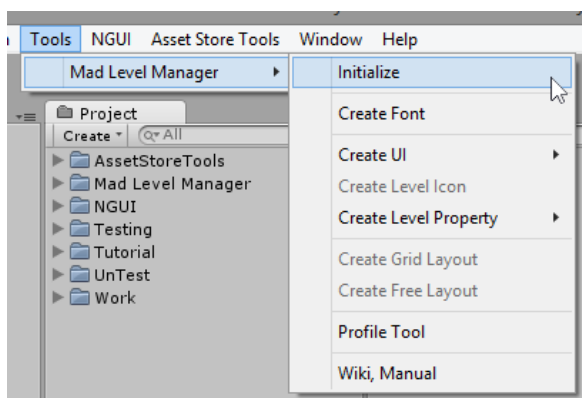 Tools NGUI Asset Store Tools Window Help
Mad Level Manager
Initialize
Create Font
Create UI
Create Level Icon
Create Level Property
Create Grid Layout
Create Free Layout
Profile Tool
Wiki, Manual
Project
Create All
AssetStoreTools
Mad Level Manager
NGUI
Testing
Tutorial
UnTest
Work